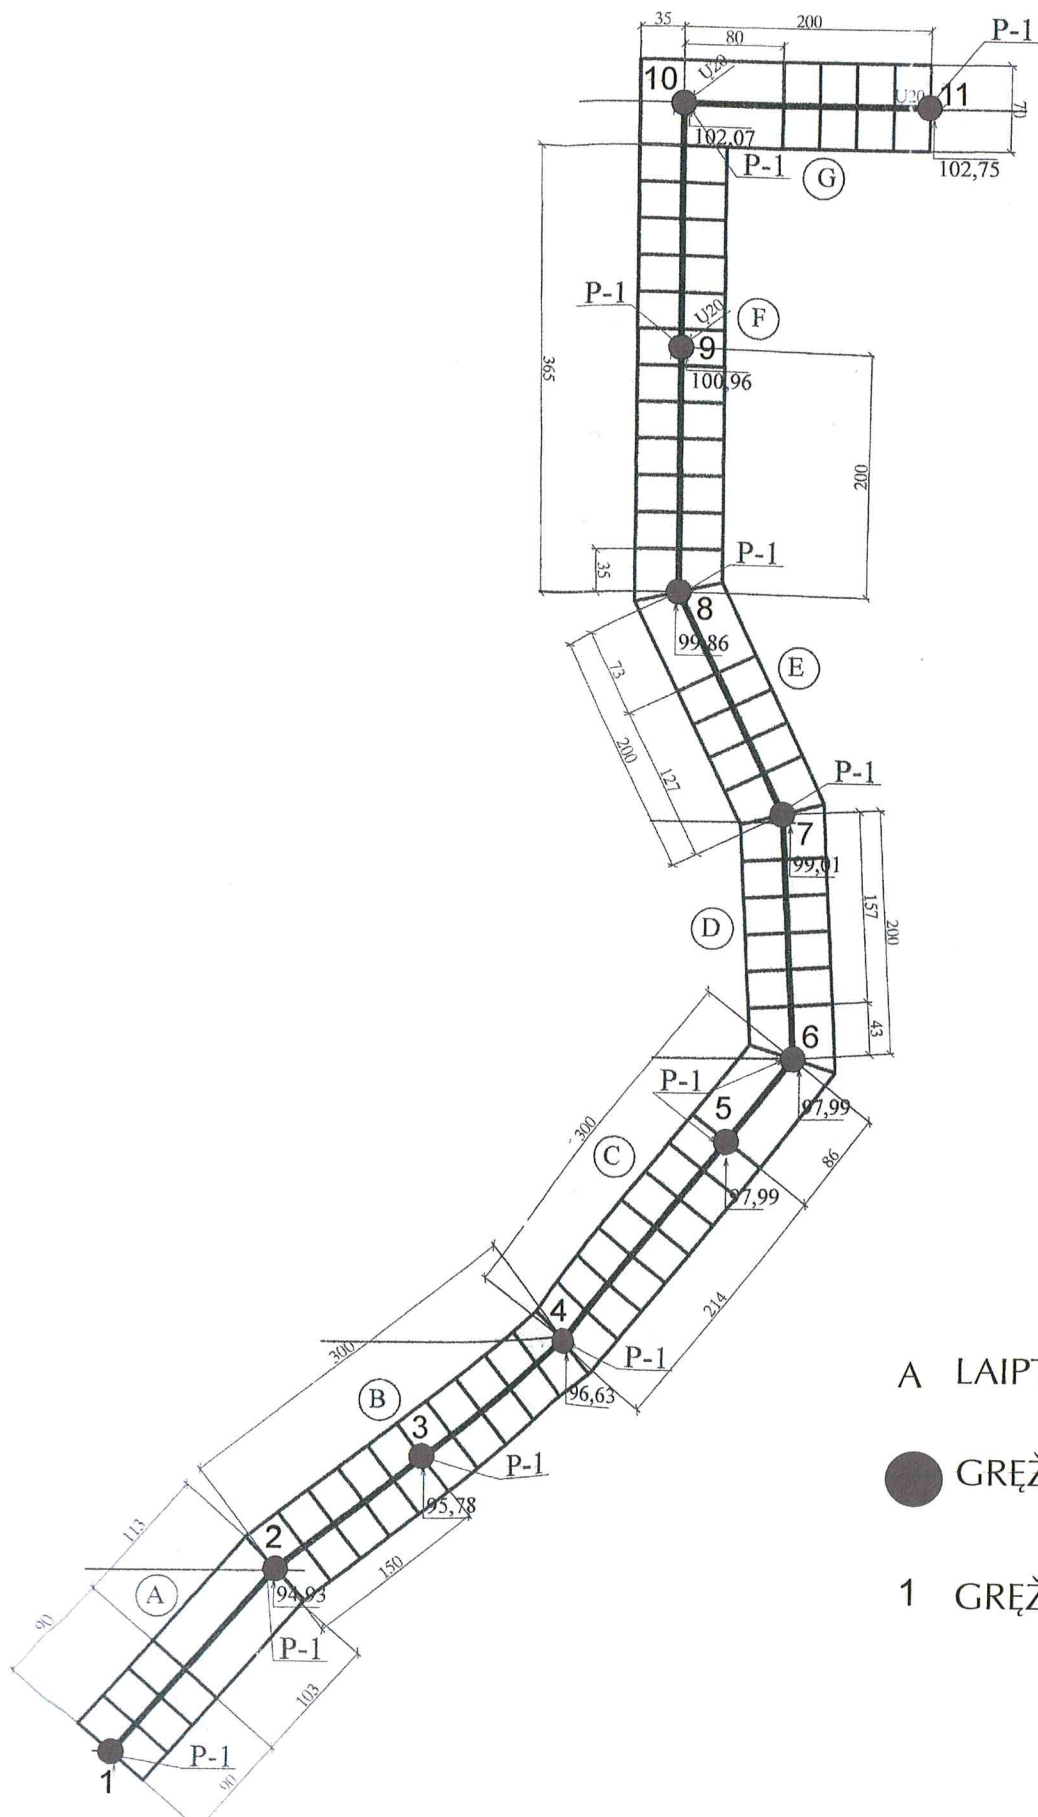 35
200
80
P-1
10
U20
U20
11
70
102,07
P-1
G
102,75
P-1
U20
F
9
100,96
365
200
35
P-1
8
99,86
E
73
200
127
P-1
7
99,01
D
157
200
43
6
P-1
5
97,99
300
C
97,99
86
214
4
P-1
96,63
300
B
3
P-1
95,78
150
113
2
A
94,93
90
P-1
103
P-1
1
90
A LAIPT
GRĘŽ
1 GRĘŽ